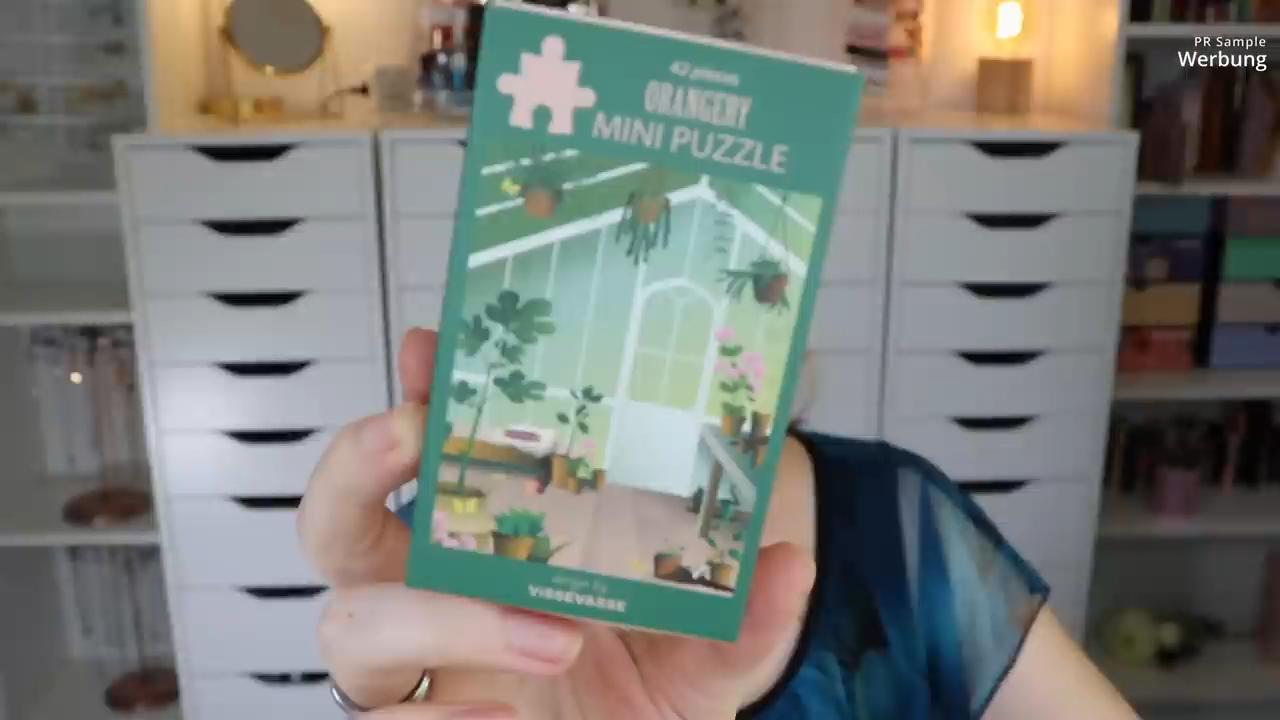 PR Sample
Werbung
42 pieces
ORANGERY
MINI PUZZLE
design by
VISSEVASSE